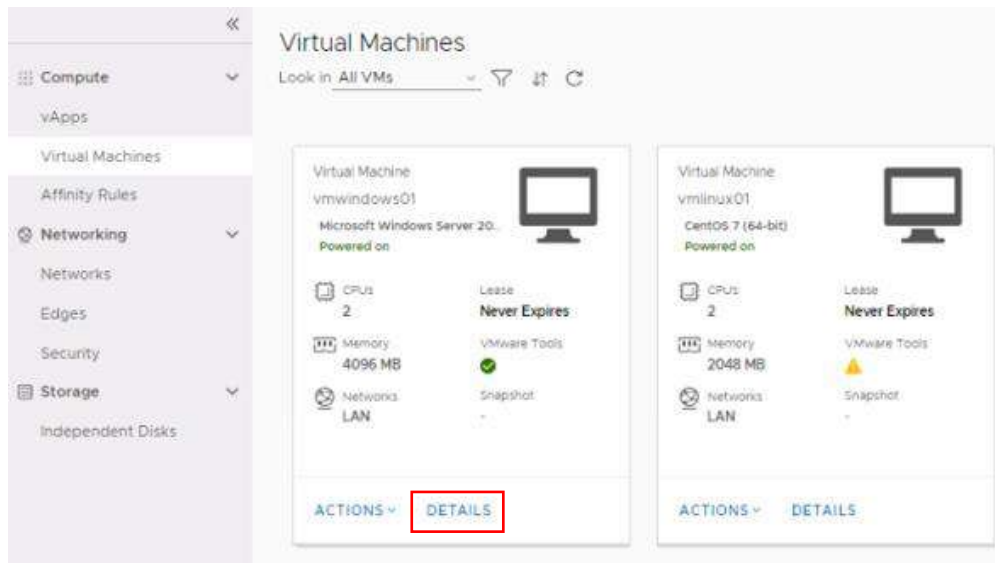 Compute
vApps
Virtual Machines
Affinity Rules
Networking
Networks
Edges
Security
Storage
Independent Disks
Virtual Machines
Look in All VMs
Virtual Machine
vmwindows01
Microsoft Windows Server 20..
Powered on
CPUs
2
Lease
Never Expires
Memory
4096 MB
VMware Tools
Networks
LAN
Snapshot
-
ACTIONS
DETAILS
Virtual Machine
vmlinux01
CentOS 7 (64-bit)
Powered on
CPUs
2
Lease
Never Expires
Memory
2048 MB
VMware Tools
Networks
LAN
Snapshot
-
ACTIONS
DETAILS